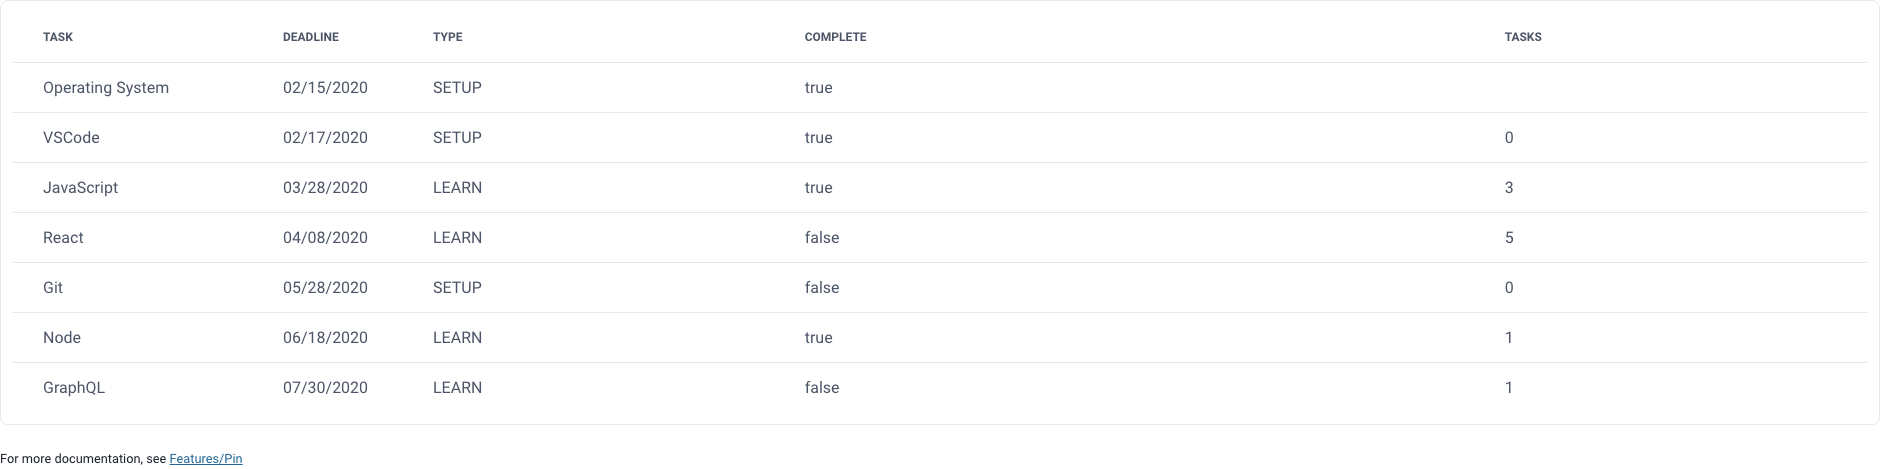 TASK DEADLINE TYPE COMPLETE TASKS
Operating System 02/15/2020 SETUP true
VSCode 02/17/2020 SETUP true 0
JavaScript 03/28/2020 LEARN true 3
React 04/08/2020 LEARN false 5
Git 05/28/2020 SETUP false 0
Node 06/18/2020 LEARN true 1
GraphQL 07/30/2020 LEARN false 1
For more documentation, see Features/Pin